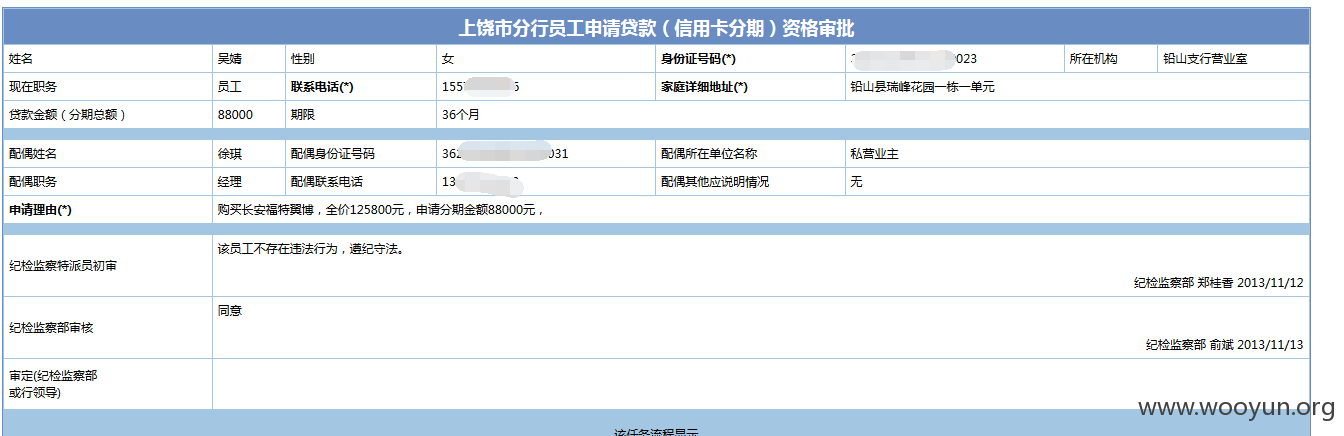 上饶市分行员工申请贷款（信用卡分期）资格审批
姓名 吴婧 性别 女 身份证号码(*) 023 所在机构 铅山支行营业室
现在职务 员工 联系电话(*) 155 家庭详细地址(*) 铅山县瑞峰花园一栋一单元
贷款金额（分期总额） 88000 期限 36个月
配偶姓名 徐琪 配偶身份证号码 362 031 配偶所在单位名称 私营业主
配偶职务 经理 配偶联系电话 13 配偶其他应说明情况 无
申请理由(*) 购买长安福特翼博，全价125800元，申请分期金额88000元，
纪检监察特派员初审 该员工不存在违法行为，遵纪守法。
纪检监察部 郑桂香 2013/11/12
纪检监察部审核 同意
纪检监察部 俞斌 2013/11/13
审定(纪检监察部
或行领导)
www.wooyun.org
该任务流程显示